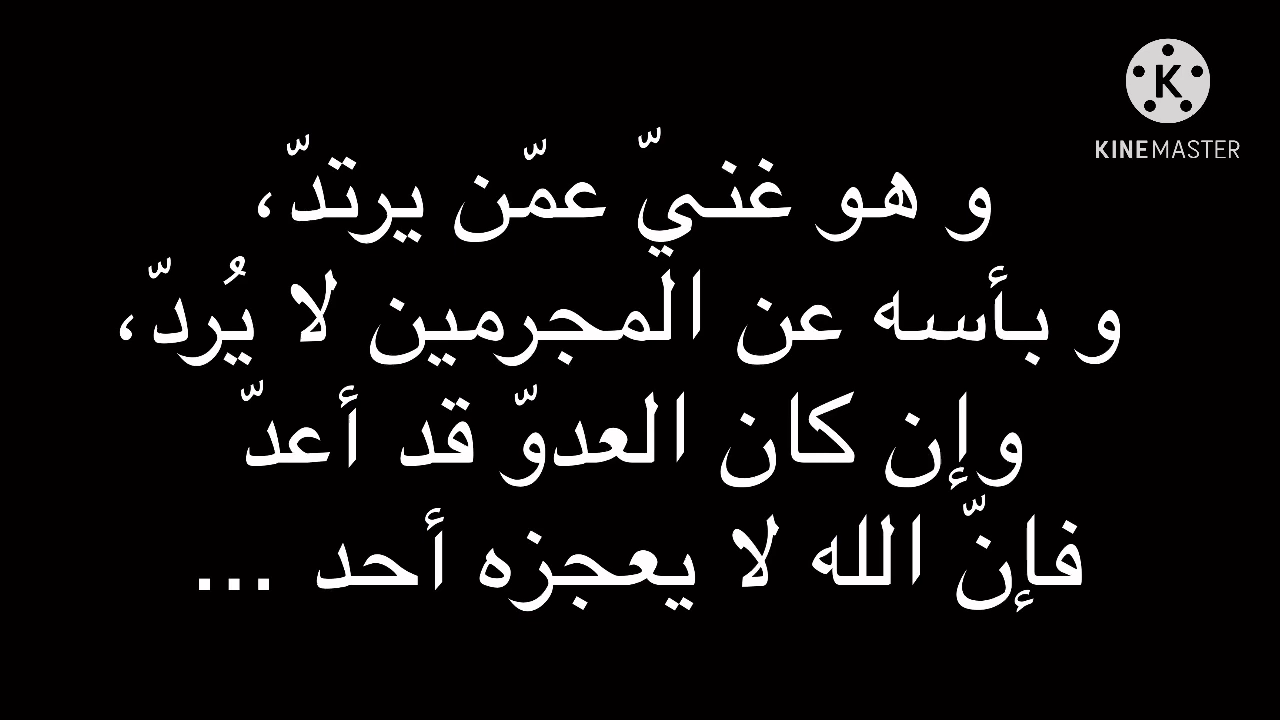 K
KINEMASTER
و هو غنيّ عمّن يرتدّ،
و بأسه عن المجرمين لا يُردّ،
وإن كان العدوّ قد أعدّ
فإنّ الله لا يعجزه أحد ...